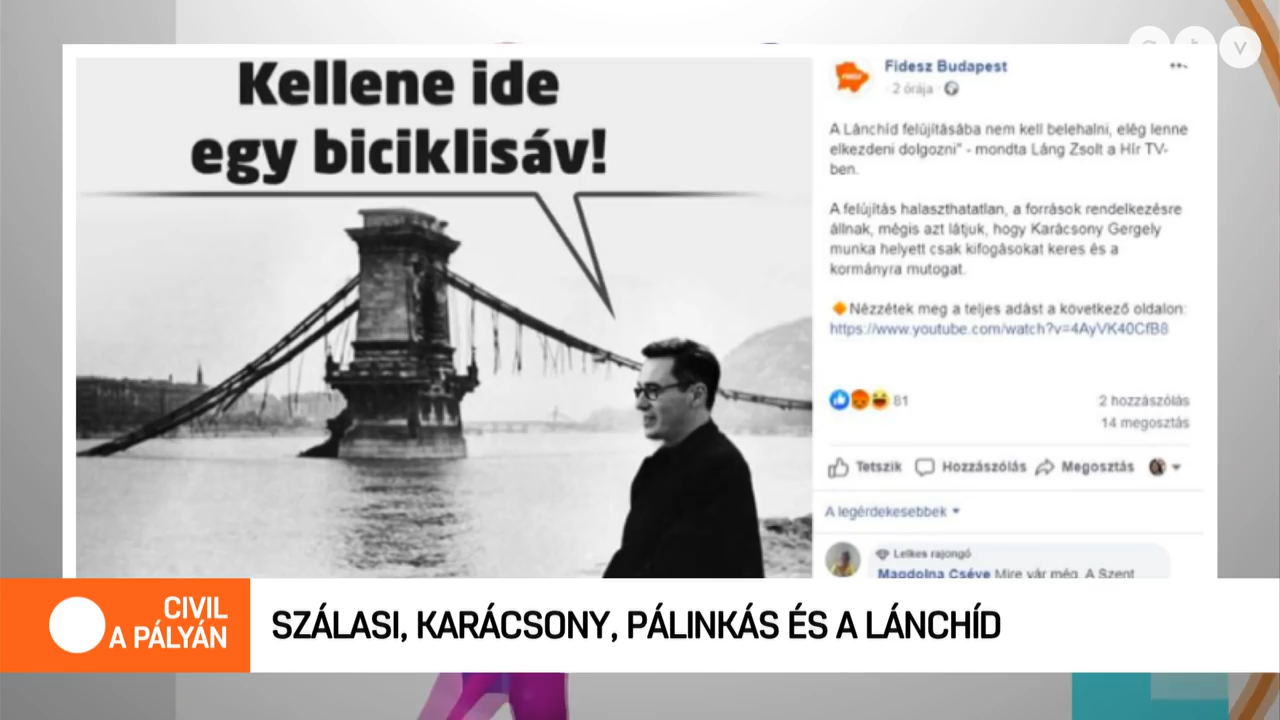 Kellene ide
egy biciklisáv!
Fidesz Budapest
2 órája
A Lánchíd felújításába nem kell belehalni, elég lenne
elkezdeni dolgozni" - mondta Láng Zsolt a Hír TV-
ben.
A felújítás halaszthatatlan, a források rendelkezésre
állnak, mégis azt látjuk, hogy Karácsony Gergely
munka helyett csak kifogásokat keres és a
kormányra mutogat.
Nézzétek meg a teljes adást a következő oldalon:
https://www.youtube.com/watch?v=4AyVK40CfB8
81
2 hozzászólás
14 megosztás
Tetszik
Hozzászólás
Megosztás
A legérdekesebbek
Lelkes rajongó
Magdolna Cséve Mire vár még. A Szent
CIVIL
A PÁLYÁN
SZÁLASI, KARÁCSONY, PÁLINKÁS ÉS A LÁNCHÍD